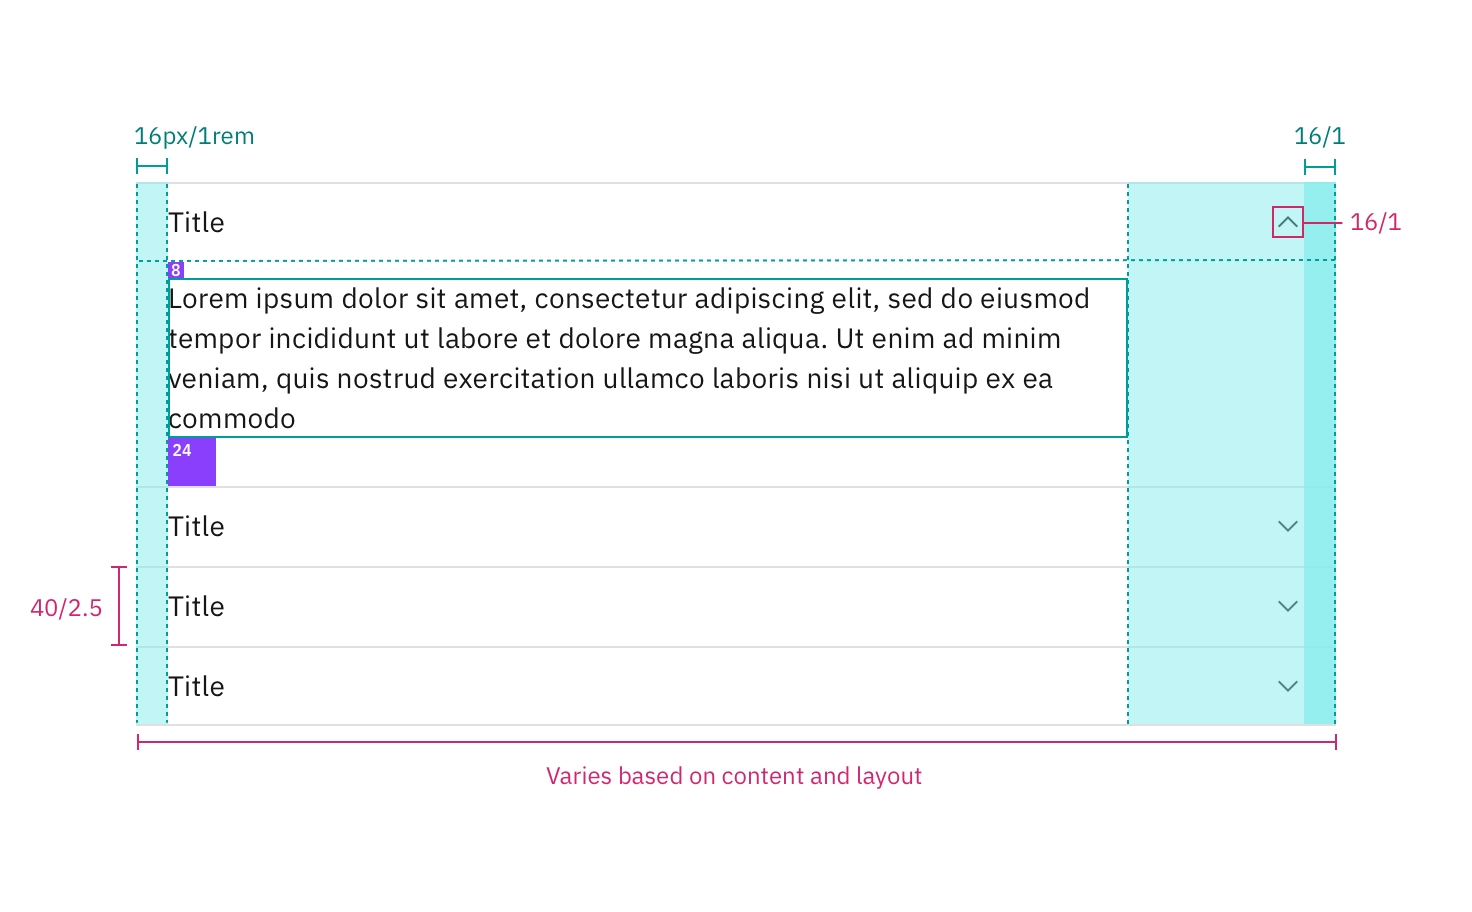 16px/1rem
16/1
Title
16/1
8
Lorem ipsum dolor sit amet, consectetur adipiscing elit, sed do eiusmod
tempor incididunt ut labore et dolore magna aliqua. Ut enim ad minim
veniam, quis nostrud exercitation ullamco laboris nisi ut aliquip ex ea
commodo
24
Title
40/2.5
Title
Title
Varies based on content and layout